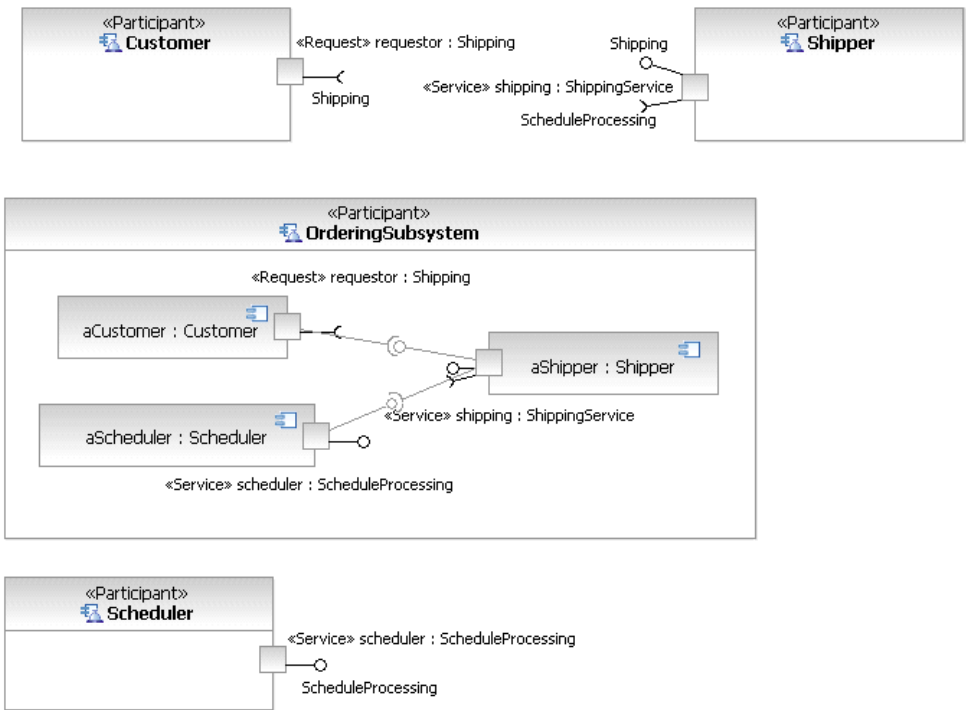 «Participant»
Customer
«Request» requestor : Shipping
Shipping
«Participant»
Shipper
Shipping
«Service» shipping : ShippingService
ScheduleProcessing
«Participant»
OrderingSubsystem
«Request» requestor : Shipping
aCustomer : Customer
aShipper : Shipper
«Service» shipping : ShippingService
aScheduler : Scheduler
«Service» scheduler : ScheduleProcessing
«Participant»
Scheduler
«Service» scheduler : ScheduleProcessing
ScheduleProcessing